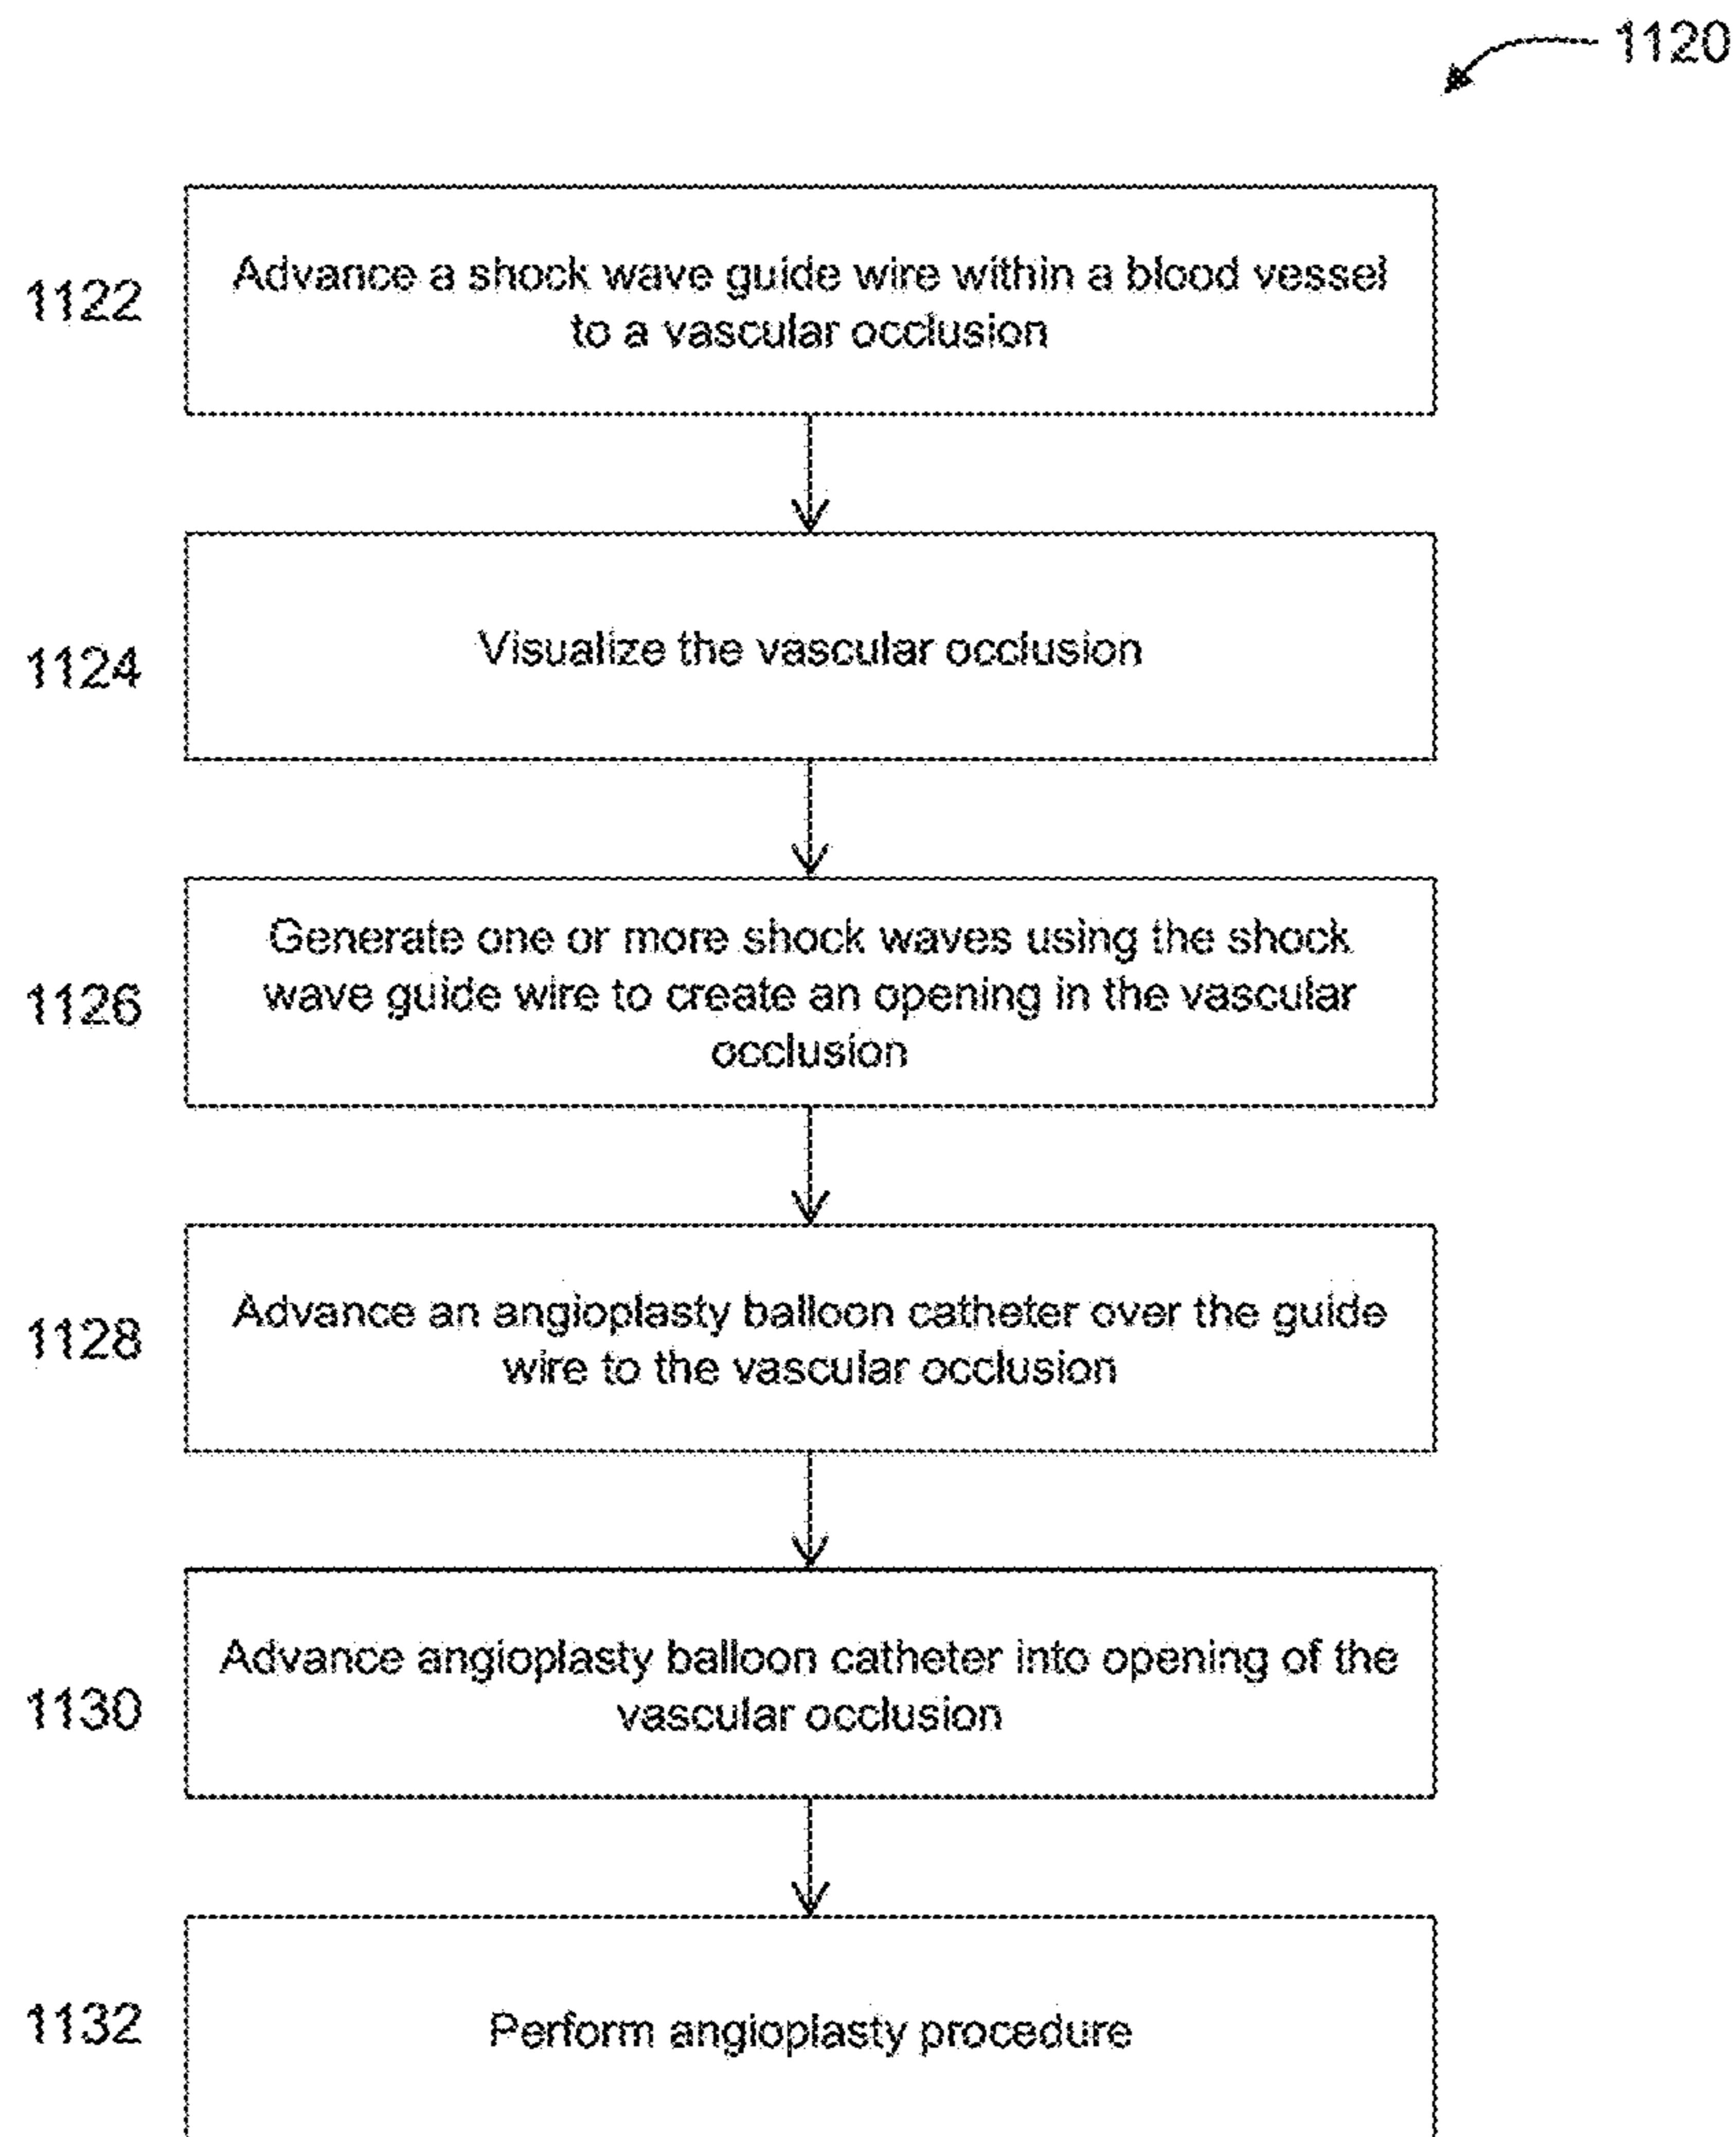 1120
1122
Advance a shock wave guide wire within a blood vessel
to a vascular occlusion
1124
Visualize the vascular occlusion
1126
Generate one or more shock waves using the shock
wave guide wire to create an opening in the vascular
occlusion
1128
Advance an angioplasty balloon catheter over the guide
wire to the vascular occlusion
1130
Advance angioplasty balloon catheter into opening of the
vascular occlusion
1132
Perform angioplasty procedure